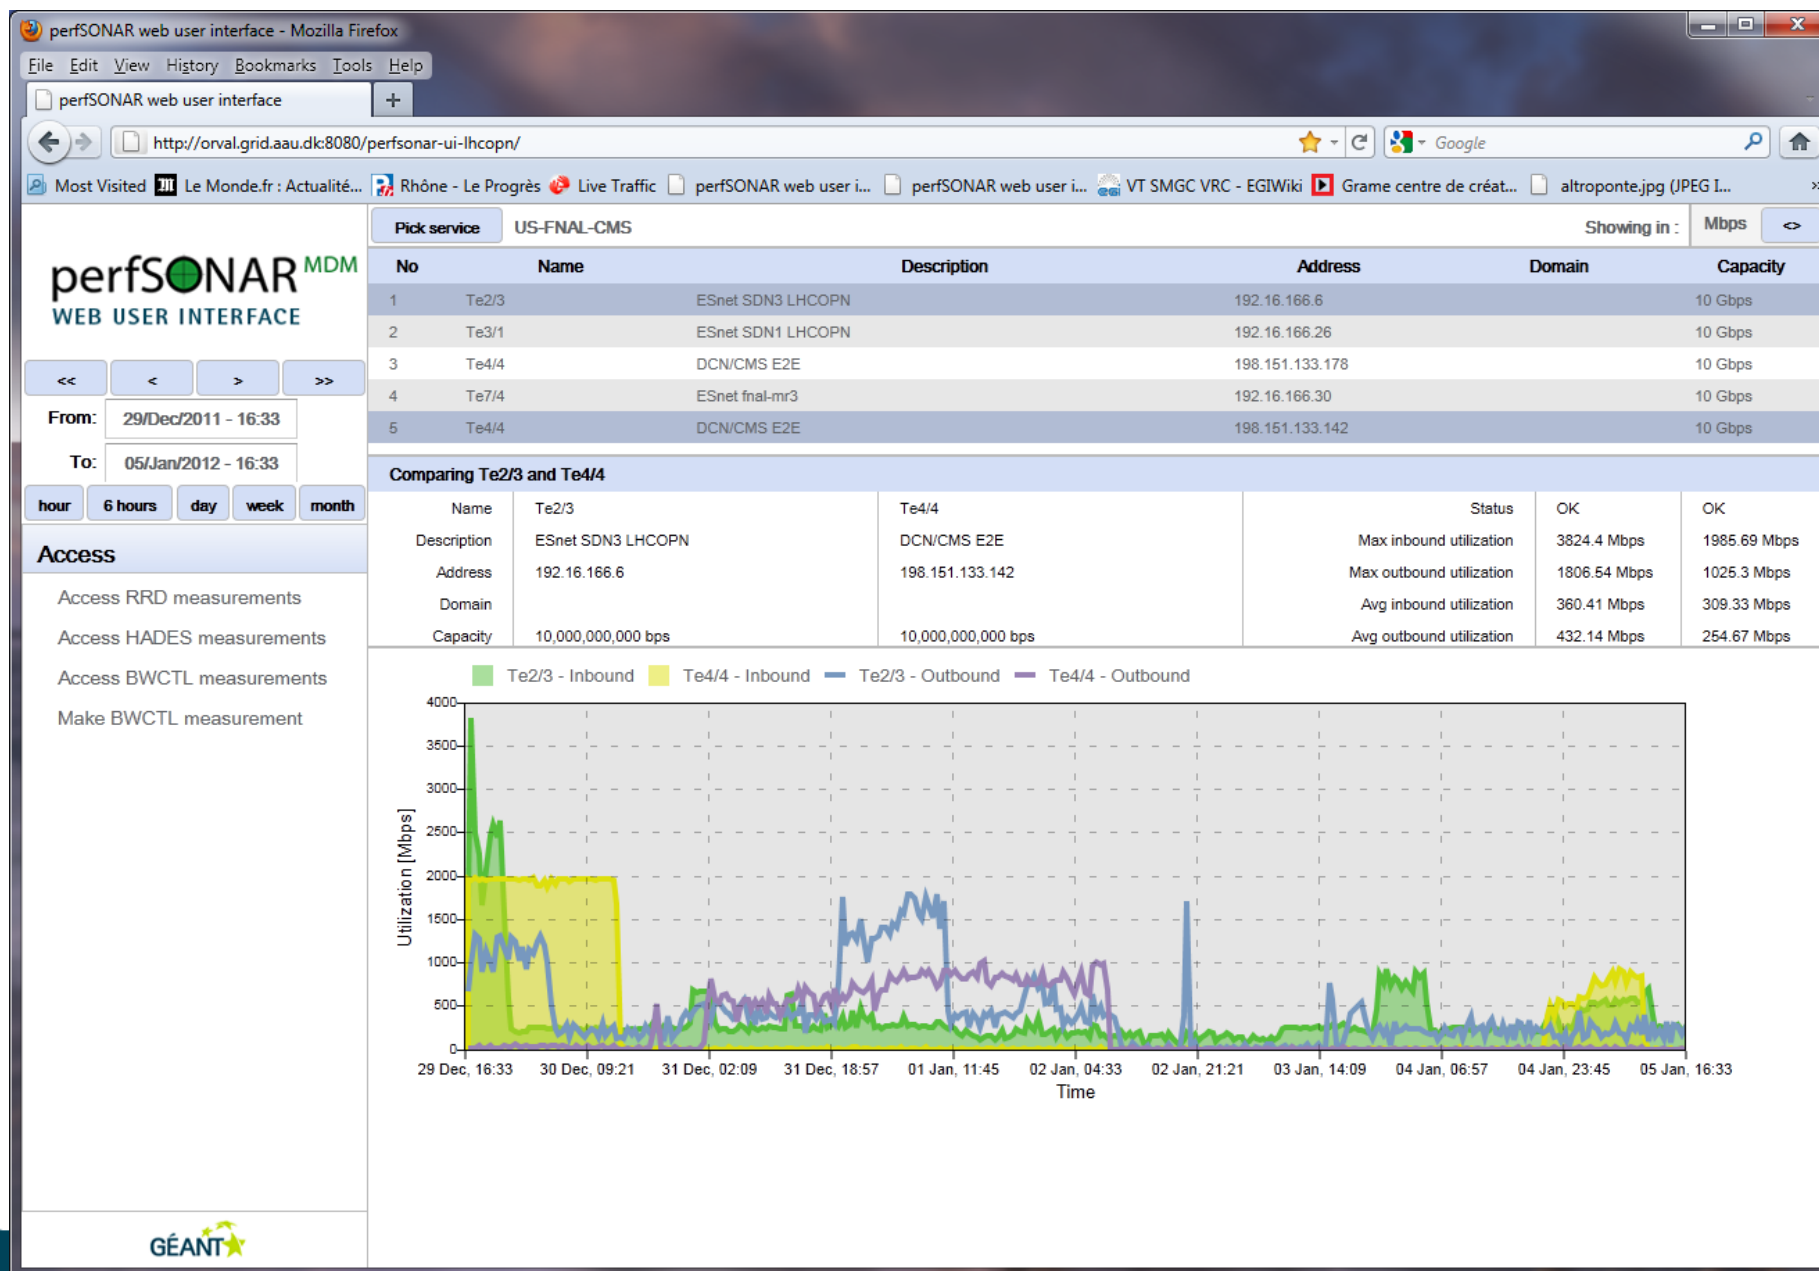 perfSONAR web user interface - Mozilla Firefox
File Edit View History Bookmarks Tools Help
perfSONAR web user interface +
http://orval.grid.aau.dk:8080/perfsonar-ui-lhcopn/ Google
Most Visited Le Monde.fr : Actualité... Rhône - Le Progrès Live Traffic perfSONAR web user i... perfSONAR web user i... VT SMGC VRC - EGIWiki Grame centre de créat... altroponte.jpg (JPEG I... »
perfSONAR MDM
WEB USER INTERFACE
<< < > >>
From: 29/Dec/2011 - 16:33
To: 05/Jan/2012 - 16:33
hour 6 hours day week month
Access
Access RRD measurements
Access HADES measurements
Access BWCTL measurements
Make BWCTL measurement
GÉANT
Pick service US-FNAL-CMS Showing in : Mbps <>
No Name Description Address Domain Capacity
1 Te2/3 ESnet SDN3 LHCOPN 192.16.166.6 10 Gbps
2 Te3/1 ESnet SDN1 LHCOPN 192.16.166.26 10 Gbps
3 Te4/4 DCN/CMS E2E 198.151.133.178 10 Gbps
4 Te7/4 ESnet fnal-mr3 192.16.166.30 10 Gbps
5 Te4/4 DCN/CMS E2E 198.151.133.142 10 Gbps
Comparing Te2/3 and Te4/4
Name Te2/3 Te4/4 Status OK OK
Description ESnet SDN3 LHCOPN DCN/CMS E2E Max inbound utilization 3824.4 Mbps 1985.69 Mbps
Address 192.16.166.6 198.151.133.142 Max outbound utilization 1806.54 Mbps 1025.3 Mbps
Domain Avg inbound utilization 360.41 Mbps 309.33 Mbps
Capacity 10,000,000,000 bps 10,000,000,000 bps Avg outbound utilization 432.14 Mbps 254.67 Mbps
Te2/3 - Inbound Te4/4 - Inbound Te2/3 - Outbound Te4/4 - Outbound
Utilization [Mbps]
4000
3500
3000
2500
2000
1500
1000
500
0
29 Dec, 16:33 30 Dec, 09:21 31 Dec, 02:09 31 Dec, 18:57 01 Jan, 11:45 02 Jan, 04:33 02 Jan, 21:21 03 Jan, 14:09 04 Jan, 06:57 04 Jan, 23:45 05 Jan, 16:33
Time